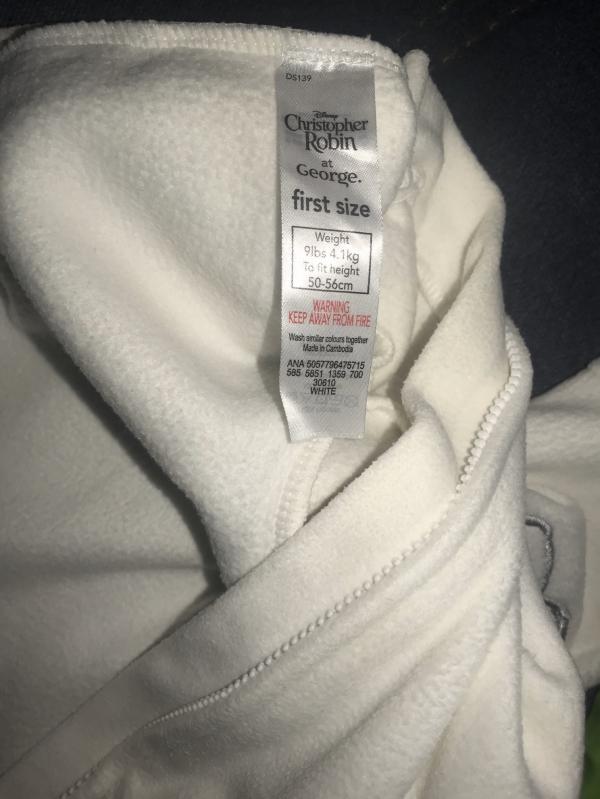 DS139
Disney
Christopher
Robin
at
George.
first size
Weight
9lbs 4.1kg
To fit height
50-56cm
WARNING
KEEP AWAY FROM FIRE
Wash similar colours together
Made in Cambodia
ANA 5057796475715
585 5851 1359 700
30610
WHITE